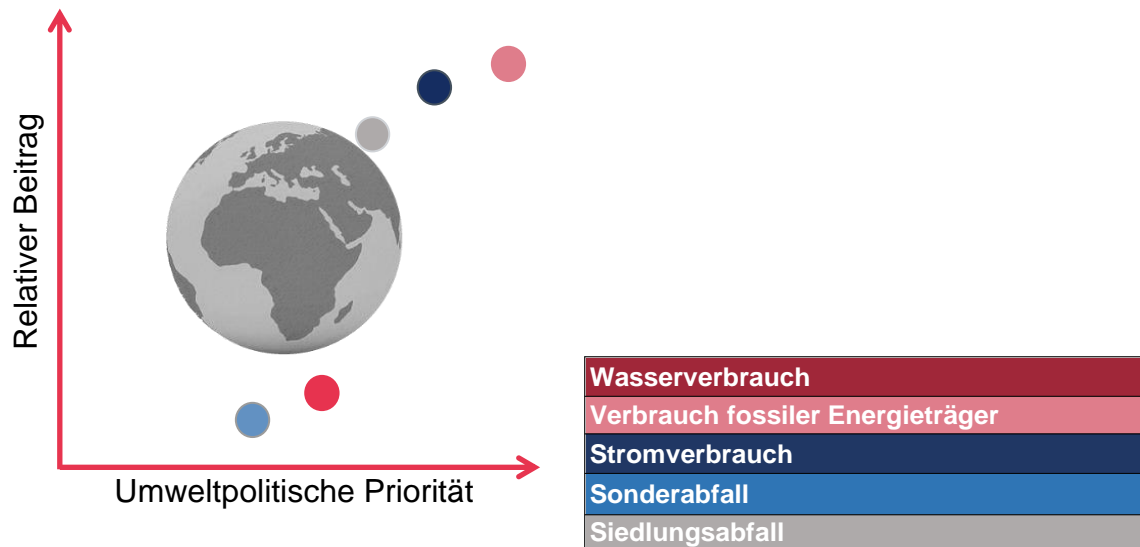 Relativer Beitrag
Umweltpolitische Priorität
Wasserverbrauch
Verbrauch fossiler Energieträger
Stromverbrauch
Sonderabfall
Siedlungsabfall